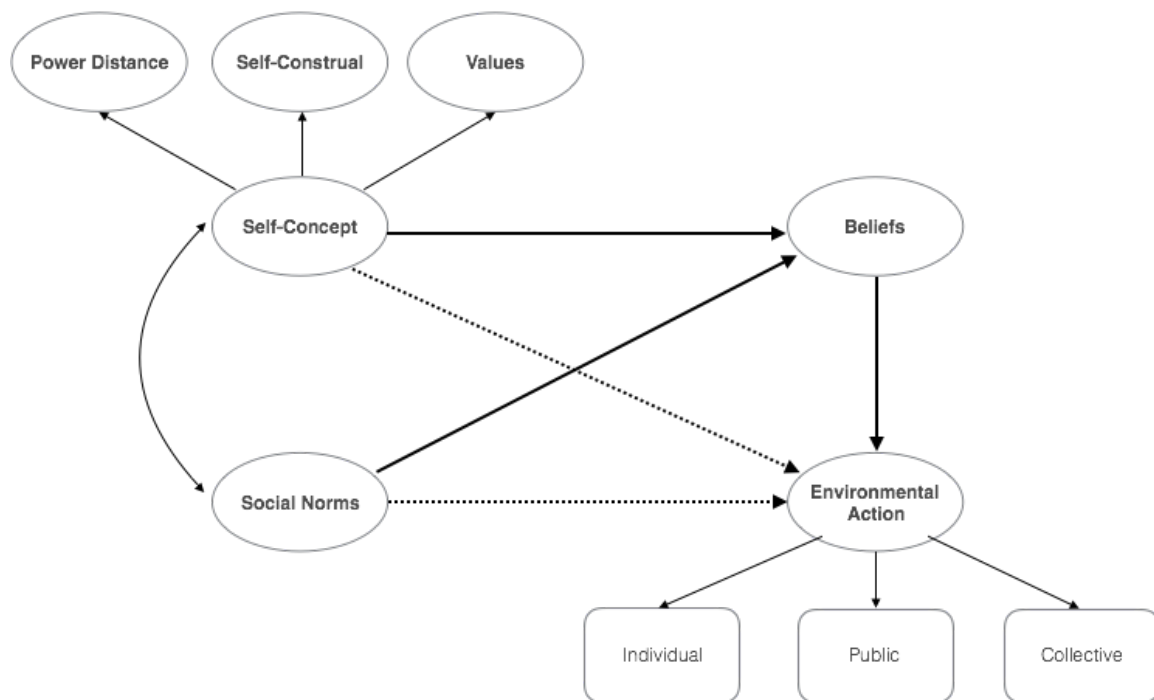 Power Distance
Self-Construal
Values
Self-Concept
Beliefs
Social Norms
Environmental
Action
Individual
Public
Collective